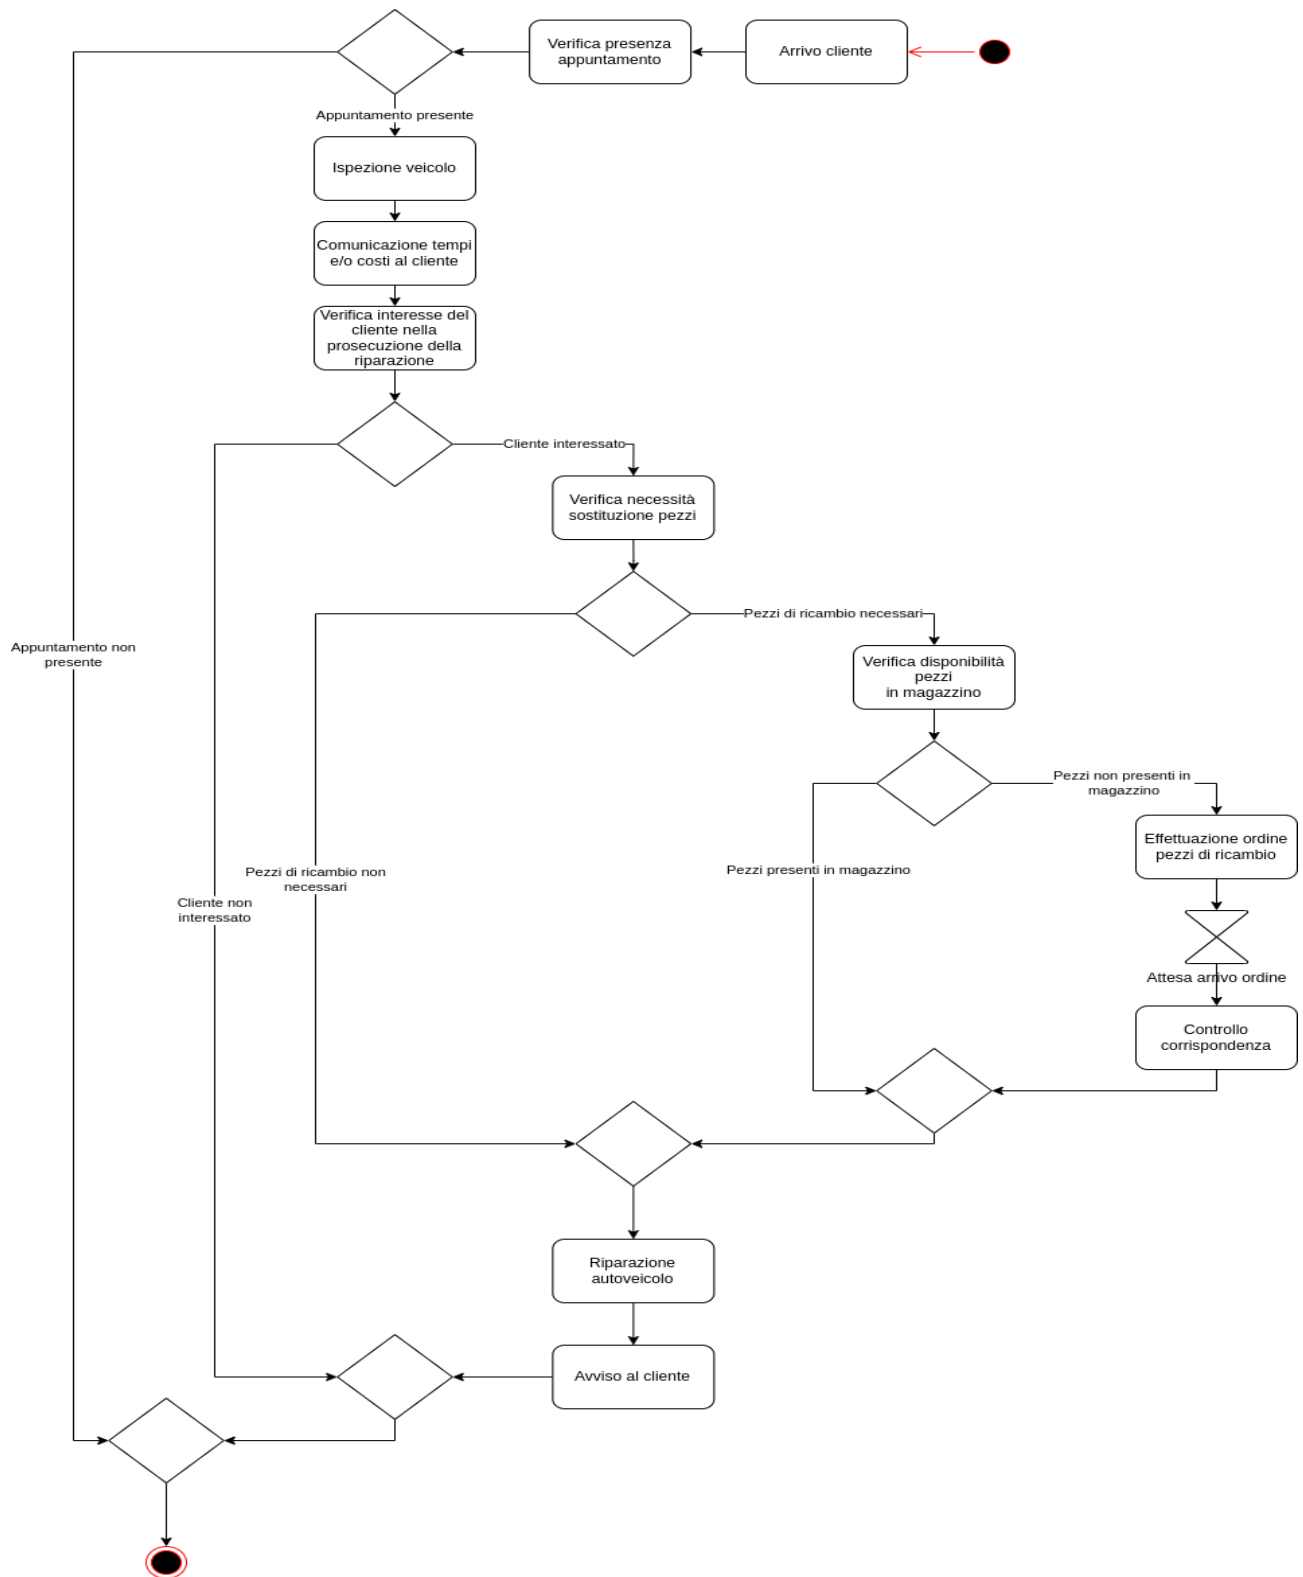 Verifica presenza
appuntamento
Arrivo cliente
Appuntamento presente
Ispezione veicolo
Comunicazione tempi
e/o costi al cliente
Verifica interesse del
cliente nella
prosecuzione della
riparazione
Cliente interessato
Verifica necessità
sostituzione pezzi
Pezzi di ricambio necessari
Appuntamento non
presente
Verifica disponibilità
pezzi
in magazzino
Pezzi non presenti in
magazzino
Effettuazione ordine
pezzi di ricambio
Pezzi di ricambio non
necessari
Pezzi presenti in magazzino
Cliente non
interessato
Attesa arrivo ordine
Controllo
corrispondenza
Riparazione
autoveicolo
Avviso al cliente